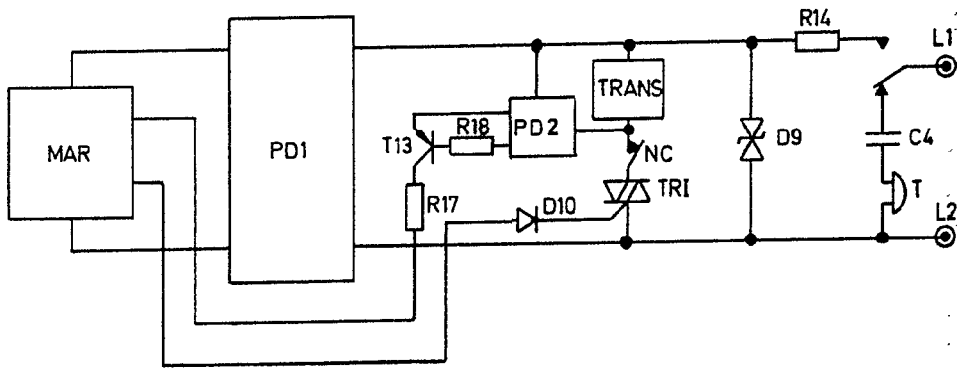 R14
L1
TRANS
MAR
PD1
T13
R18
PD2
NC
D9
C4
TRI
T
R17
D10
L2